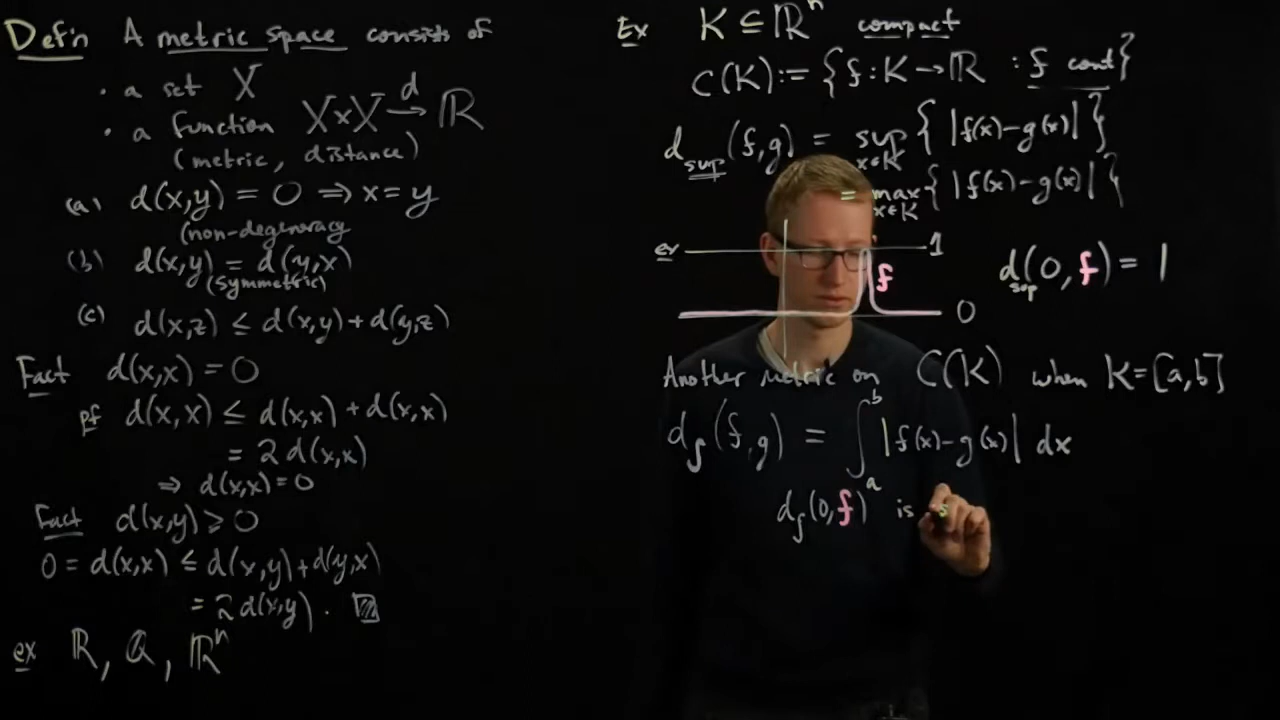 Def'n A metric space consists of
· a set X
· a function X×X →d ℝ
(metric, distance)
(a) d(x,y) = 0 ⇒ x = y
(non-degeneracy
(b) d(x,y) = d(y,x)
(symmetric)
(c) d(x,z) ≤ d(x,y) + d(y,z)
Fact d(x,x) = 0
pf d(x,x) ≤ d(x,x) + d(x,x)
= 2 d(x,x)
⇒ d(x,x) = 0
Fact d(x,y) ≥ 0
0 = d(x,x) ≤ d(x,y) + d(y,x)
= 2 d(x,y).
ex ℝ, ℚ, ℝⁿ
Ex K ⊆ ℝⁿ compact
C(K) := {f : K → ℝ : f cont}
d_sup(f,g) = sup_{x∈K} {|f(x)-g(x)|}
= max_{x∈K} {|f(x)-g(x)|}
ex 1
f
0
d_sup(0,f) = 1
Another metric on C(K) when K=[a,b]
d_∫(f,g) = ∫_a^b |f(x)-g(x)| dx
d_∫(0,f) is s